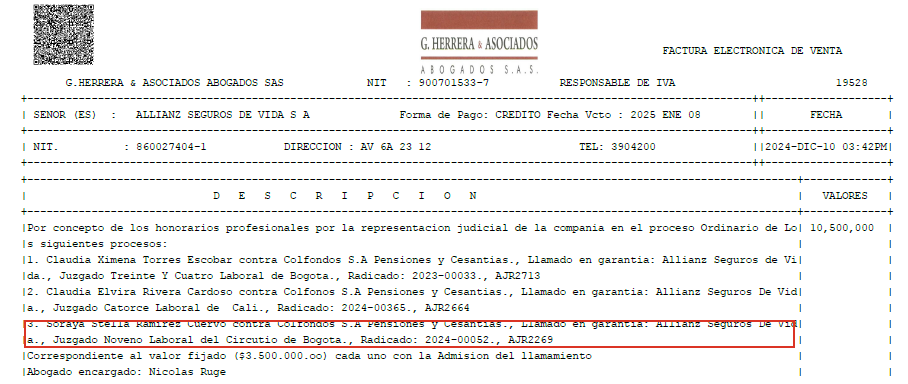 G. HERRERA & ASOCIADOS
ABOGADOS S.A.S.
FACTURA ELECTRONICA DE VENTA
G.HERRERA & ASOCIADOS ABOGADOS SAS NIT : 900701533-7 RESPONSABLE DE IVA 19528
SENOR (ES) : ALLIANZ SEGUROS DE VIDA S A Forma de Pago: CREDITO Fecha Vcto : 2025 ENE 08 || FECHA |
NIT. : 860027404-1 DIRECCION : AV 6A 23 12 TEL: 3904200 ||2024-DIC-10 03:42PM|
| D E S C R I P C I O N | VALORES |
|Por concepto de los honorarios profesionales por la representacion judicial de la compania en el proceso Ordinario de Lo| 10,500,000 |
|s siguientes procesos: | |
|1. Claudia Ximena Torres Escobar contra Colfondos S.A Pensiones y Cesantias., Llamado en garantia: Allianz Seguros de Vi| |
|da., Juzgado Treinte Y Cuatro Laboral de Bogota., Radicado: 2023-00033., AJR2713 | |
|2. Claudia Elvira Rivera Cardoso contra Colfonos S.A Pensiones y Cesantias., Llamado en garantia: Allianz Seguros De Vid| |
|a., Juzgado Catorce Laboral de Cali., Radicado: 2024-00365., AJR2664 | |
|3. Soraya Stella Ramirez Cuervo contra Colfondos S.A Pensiones y Cesantias., Llamado en garantia: Allianz Seguros De Vid| |
|a., Juzgado Noveno Laboral del Circutio de Bogota., Radicado: 2024-00052., AJR2269 | |
|Correspondiente al valor fijado ($3.500.000.oo) cada uno con la Admision del llamamiento | |
|Abogado encargado: Nicolas Ruge | |